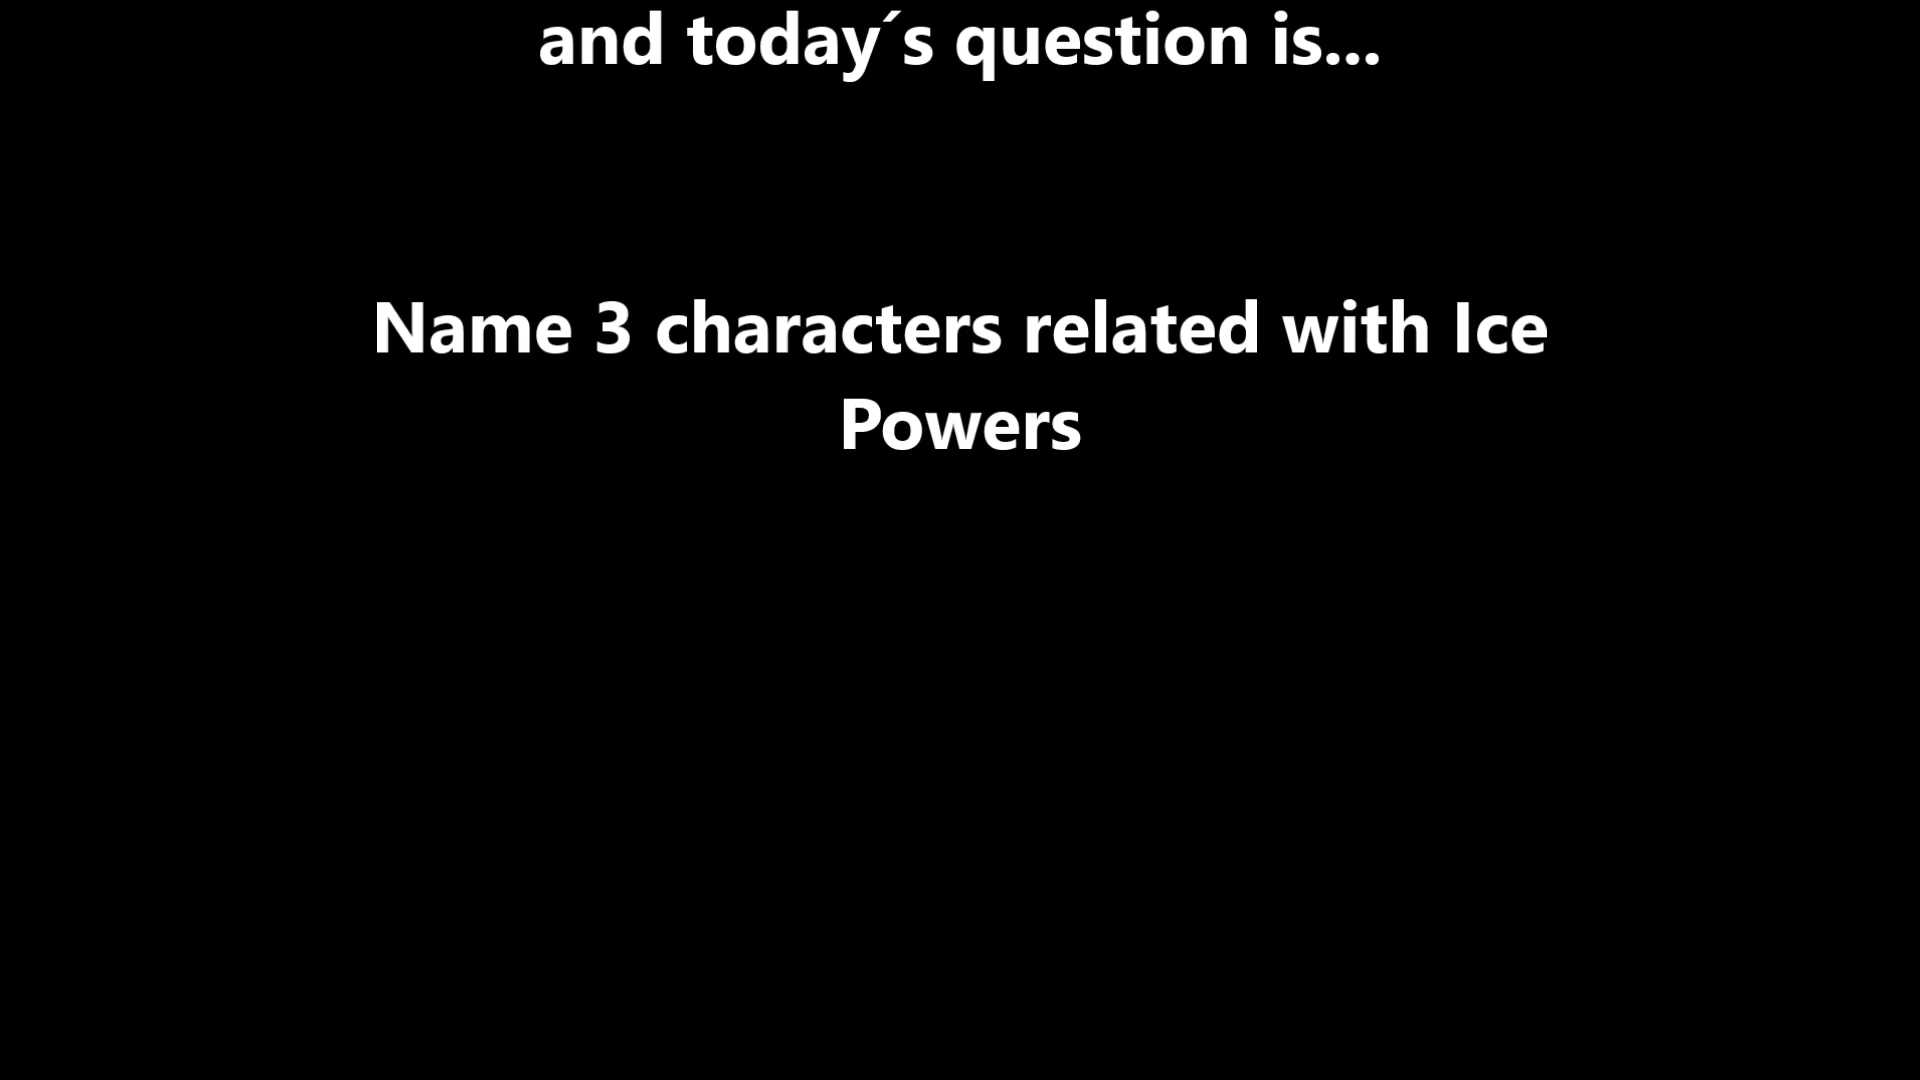 and today´s question is...
Name 3 characters related with Ice
Powers